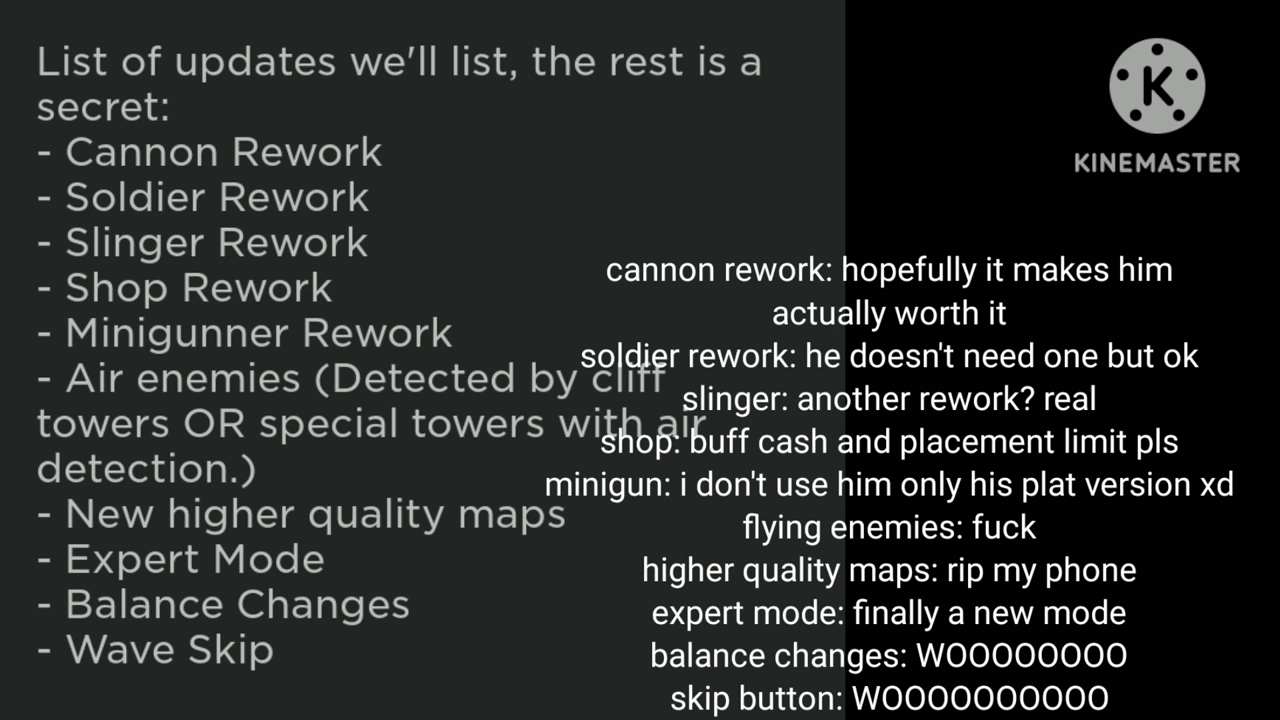 List of updates we'll list, the rest is a
secret:
- Cannon Rework
- Soldier Rework
- Slinger Rework
- Shop Rework
- Minigunner Rework
- Air enemies (Detected by cliff
towers OR special towers with air
detection.)
- New higher quality maps
- Expert Mode
- Balance Changes
- Wave Skip
KINEMASTER
cannon rework: hopefully it makes him
actually worth it
soldier rework: he doesn't need one but ok
slinger: another rework? real
shop: buff cash and placement limit pls
minigun: i don't use him only his plat version xd
flying enemies: fuck
higher quality maps: rip my phone
expert mode: finally a new mode
balance changes: WOOOOOOOO
skip button: WOOOOOOOOOO